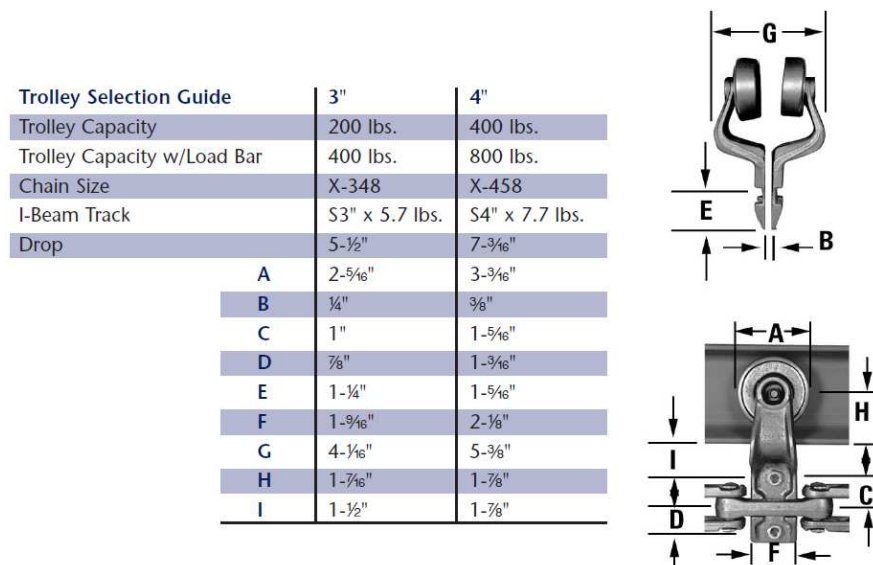 Trolley Selection Guide 3" 4"
Trolley Capacity 200 lbs. 400 lbs.
Trolley Capacity w/Load Bar 400 lbs. 800 lbs.
Chain Size X-348 X-458
I-Beam Track S3" x 5.7 lbs. S4" x 7.7 lbs.
Drop 5-½" 7-3⁄16"
A 2-5⁄16" 3-3⁄16"
B ¼" ⅜"
C 1" 1-5⁄16"
D ⅞" 1-3⁄16"
E 1-¼" 1-5⁄16"
F 1-9⁄16" 2-⅛"
G 4-1⁄16" 5-⅜"
H 1-7⁄16" 1-⅞"
I 1-½" 1-⅞"
G
E
B
A
H
I
C
D
F